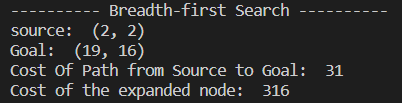 ---------- Breadth-first Search ----------
source:  (2, 2)
Goal:  (19, 16)
Cost Of Path from Source to Goal:  31
Cost of the expanded node:  316